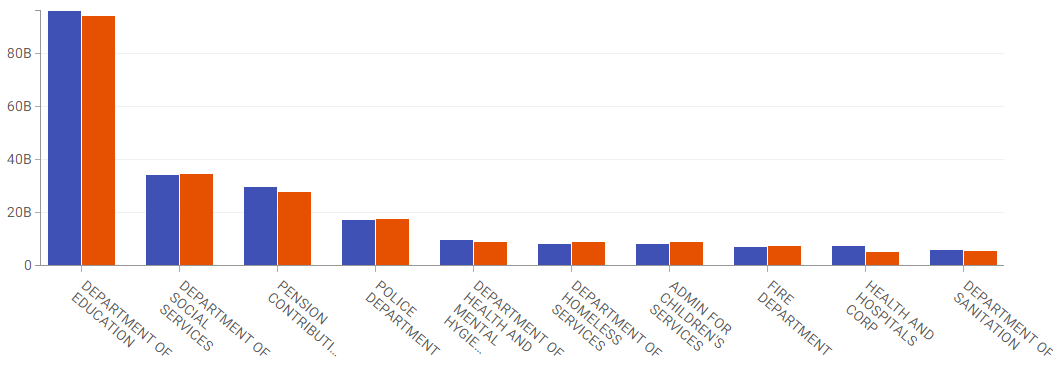 80B
60B
40B
20B
0
DEPARTMENT OF
EDUCATION
DEPARTMENT OF
SOCIAL
SERVICES
PENSION
CONTRIBUTI...
POLICE
DEPARTMENT
DEPARTMENT OF
HEALTH AND
MENTAL
HYGIE...
DEPARTMENT OF
HOMELESS
SERVICES
ADMIN FOR
CHILDREN'S
SERVICES
FIRE
DEPARTMENT
HEALTH AND
HOSPITALS
CORP
DEPARTMENT OF
SANITATION